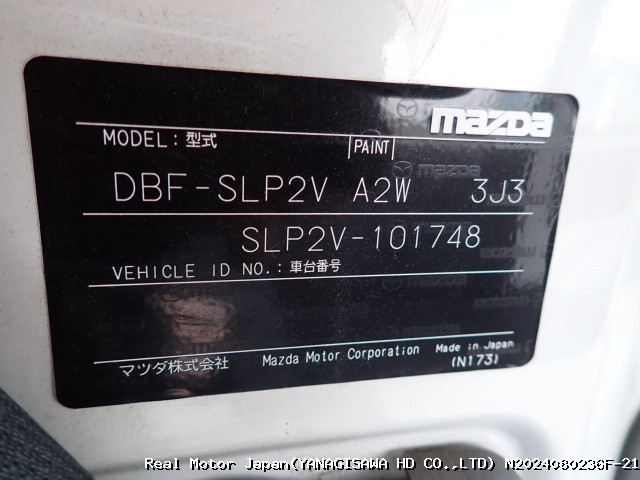 mazda
MODEL : 型式 PAINT
DBF-SLP2V A2W 3J3
SLP2V-101748
VEHICLE ID NO.: 車台番号
マツダ株式会社 Mazda Motor Corporation Made in Japan
(N173)
Real Motor Japan(YANAGISAWA HD CO.,LTD) N2024080236F-21